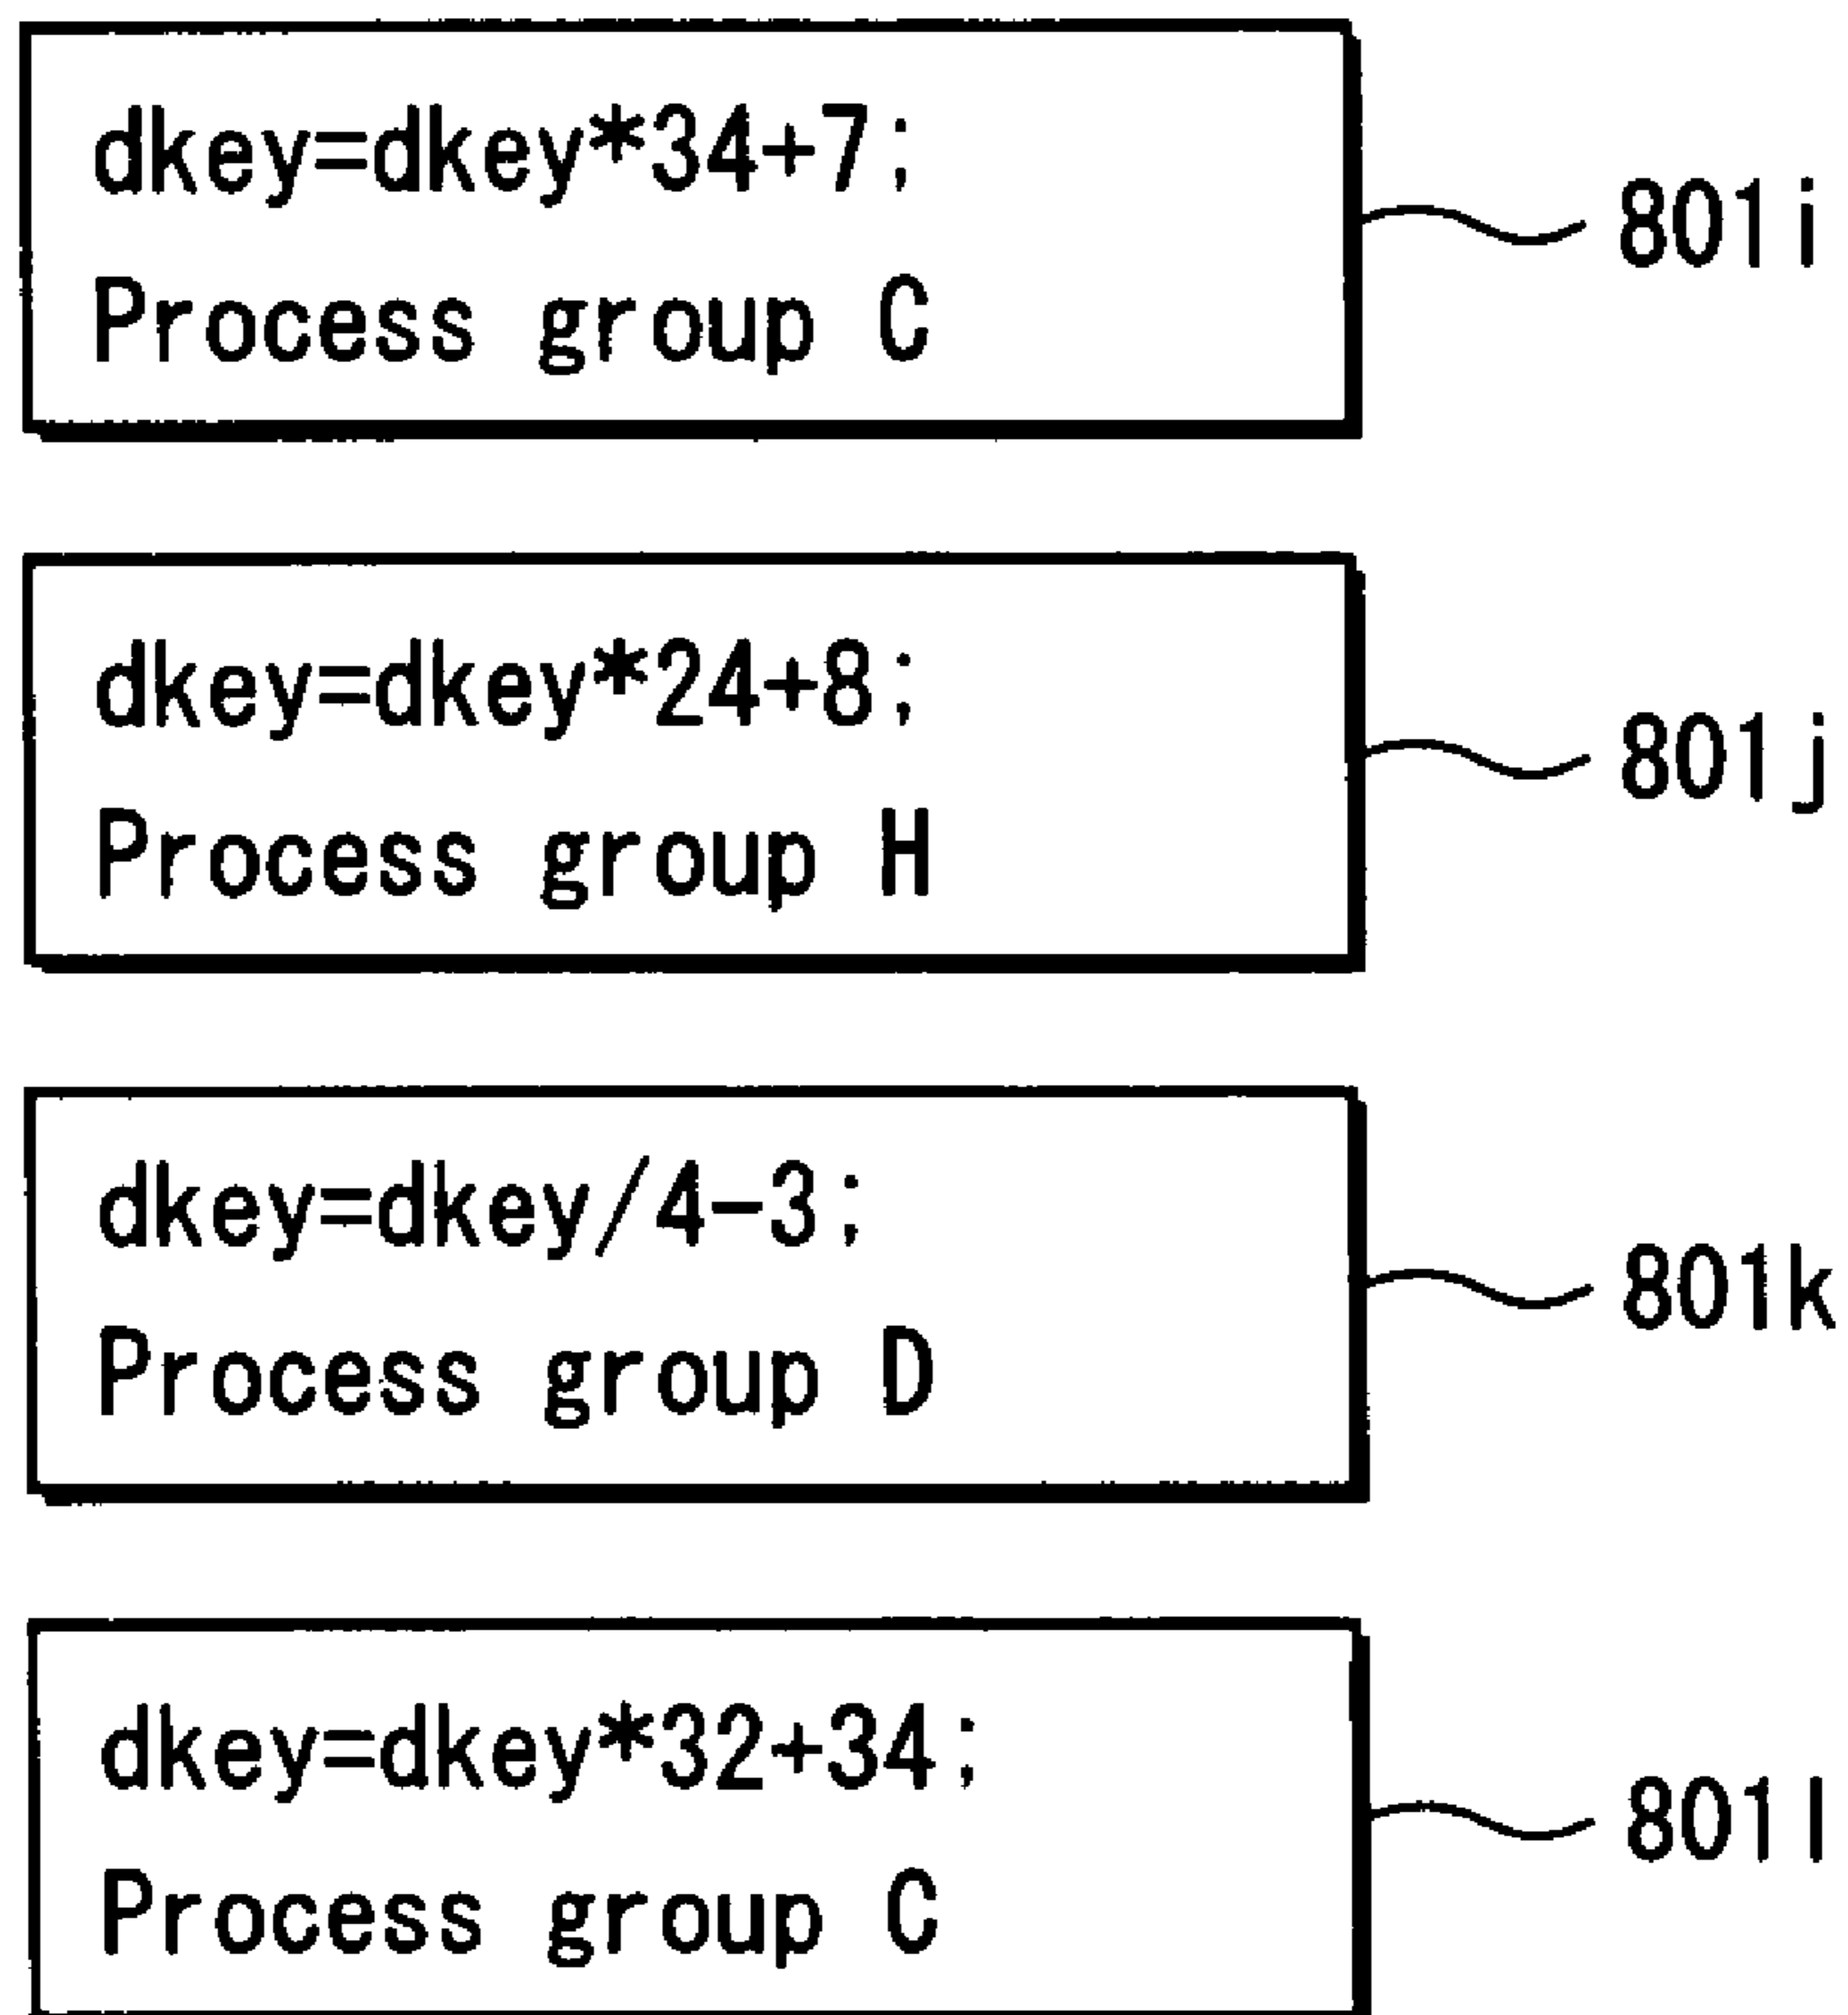 dkey=dkey*34+7;
Process group C
801i
dkey=dkey*24+8;
Process group H
801j
dkey=dkey/4-3;
Process group D
801k
dkey=dkey*32+34;
Process group C
801l